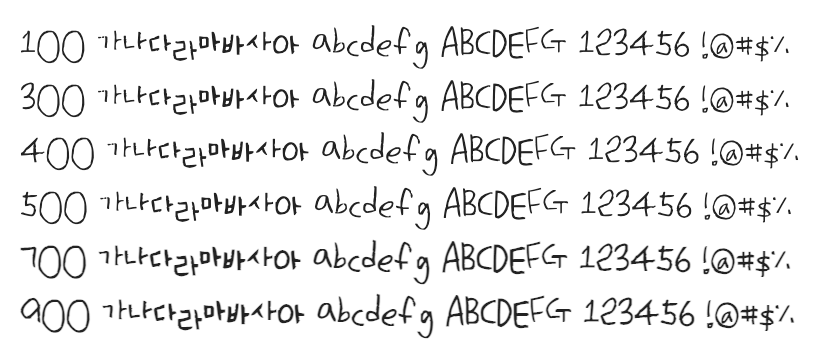 100 가나다라마바사아 abcdefg ABCDEFG 123456 !@#$%
300 가나다라마바사아 abcdefg ABCDEFG 123456 !@#$%
400 가나다라마바사아 abcdefg ABCDEFG 123456 !@#$%
500 가나다라마바사아 abcdefg ABCDEFG 123456 !@#$%
700 가나다라마바사아 abcdefg ABCDEFG 123456 !@#$%
900 가나다라마바사아 abcdefg ABCDEFG 123456 !@#$%